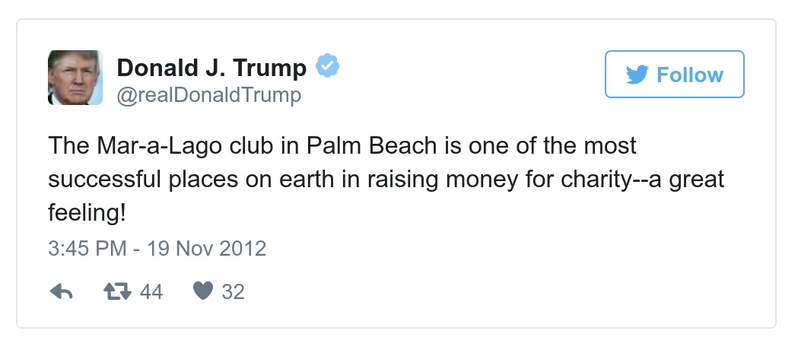 Donald J. Trump
@realDonaldTrump
Follow
The Mar-a-Lago club in Palm Beach is one of the most
successful places on earth in raising money for charity--a great
feeling!
3:45 PM - 19 Nov 2012
44 32